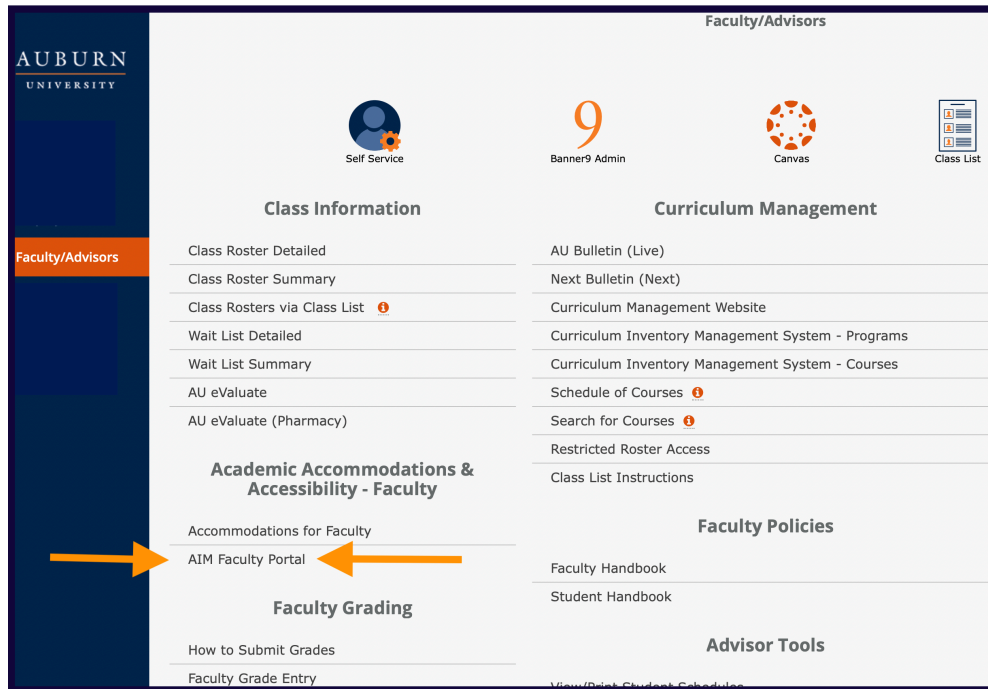 Faculty/Advisors
AUBURN
UNIVERSITY
9
Self Service
Banner9 Admin
Canvas
Class List
Faculty/Advisors
Class Information
Class Roster Detailed
Class Roster Summary
Class Rosters via Class List
Wait List Detailed
Wait List Summary
AU eValuate
AU eValuate (Pharmacy)
Academic Accommodations &
Accessibility - Faculty
Accommodations for Faculty
AIM Faculty Portal
Faculty Grading
How to Submit Grades
Faculty Grade Entry
Curriculum Management
AU Bulletin (Live)
Next Bulletin (Next)
Curriculum Management Website
Curriculum Inventory Management System - Programs
Curriculum Inventory Management System - Courses
Schedule of Courses
Search for Courses
Restricted Roster Access
Class List Instructions
Faculty Policies
Faculty Handbook
Student Handbook
Advisor Tools
View/Print Student Schedules